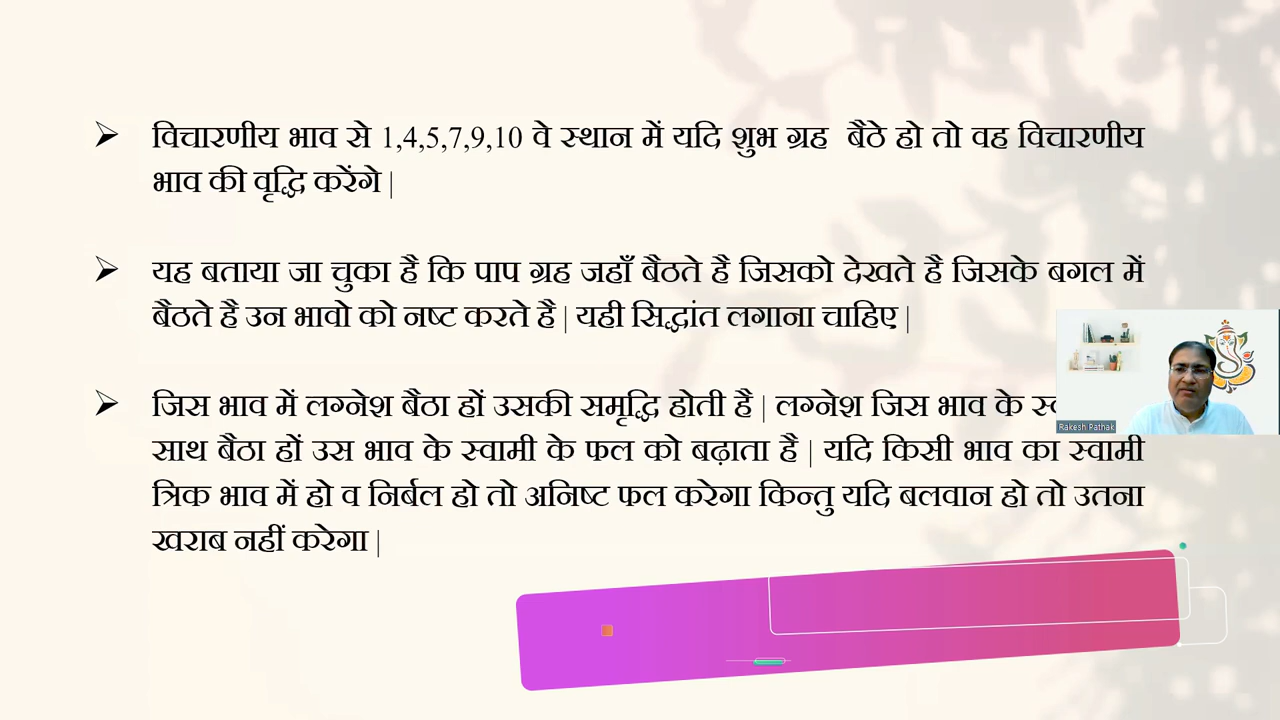 विचारणीय भाव से 1,4,5,7,9,10 वे स्थान में यदि शुभ ग्रह बैठे हो तो वह विचारणीय
भाव की वृद्धि करेंगे |
यह बताया जा चुका है कि पाप ग्रह जहाँ बैठते है जिसको देखते है जिसके बगल में
बैठते है उन भावो को नष्ट करते है | यही सिद्धांत लगाना चाहिए |
जिस भाव में लग्नेश बैठा हों उसकी समृद्धि होती है | लग्नेश जिस भाव के
साथ बैठा हों उस भाव के स्वामी के फल को बढ़ाता है | यदि किसी भाव का स्वामी
त्रिक भाव में हो व निर्बल हो तो अनिष्ट फल करेगा किन्तु यदि बलवान हो तो उतना
खराब नहीं करेगा |
Rakesh Pathak